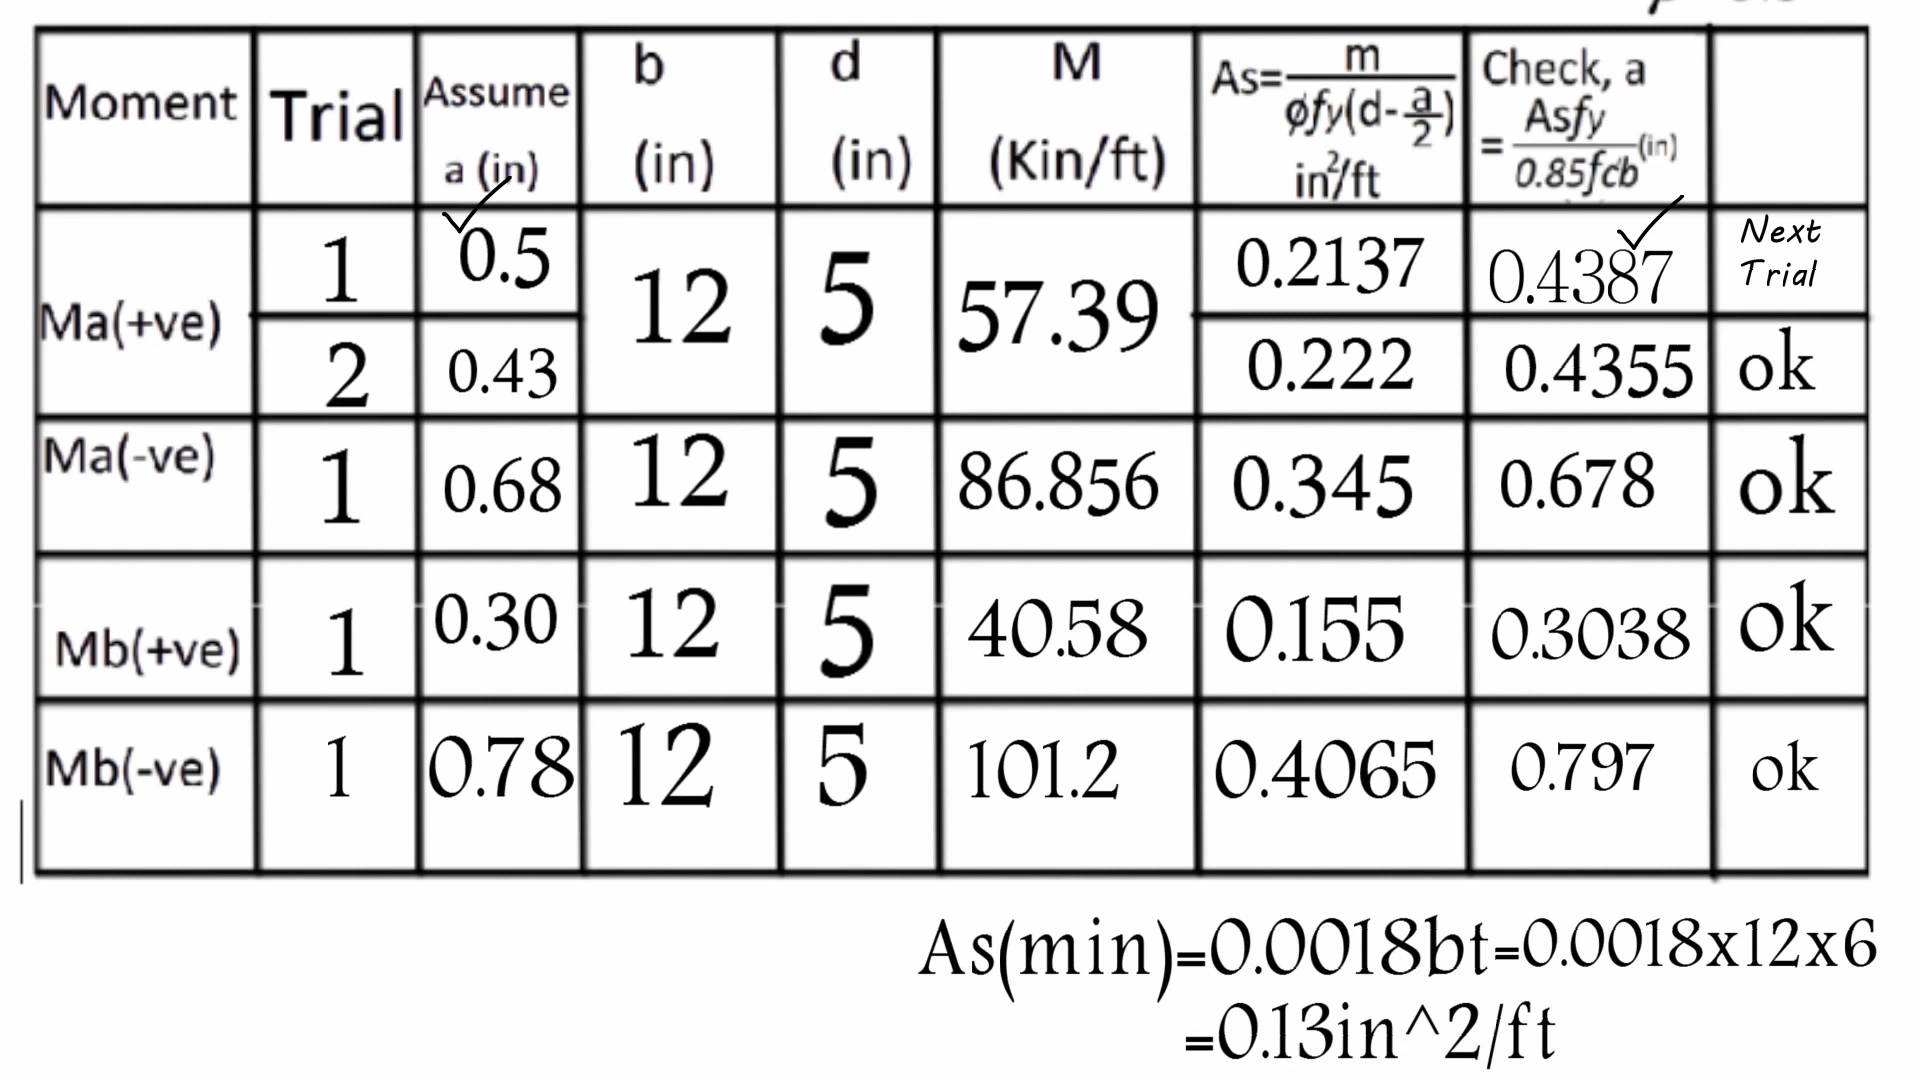 Moment Trial Assume a (in) b (in) d (in) M (Kin/ft) As=m/øfy(d-a/2) in²/ft Check, a = Asfy/0.85fcb (in)
Ma(+ve) 1 0.5 12 5 57.39 0.2137 0.4387 Next Trial
2 0.43 0.222 0.4355 ok
Ma(-ve) 1 0.68 12 5 86.856 0.345 0.678 ok
Mb(+ve) 1 0.30 12 5 40.58 0.155 0.3038 ok
Mb(-ve) 1 0.78 12 5 101.2 0.4065 0.797 ok
As(min)=0.0018bt=0.0018x12x6
=0.13in^2/ft